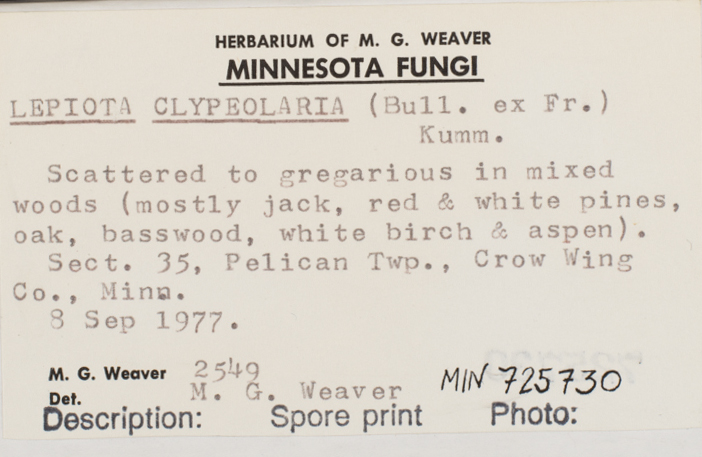 HERBARIUM OF M. G. WEAVER
MINNESOTA FUNGI
LEPIOTA CLYPEOLARIA (Bull. ex Fr.)
Kumm.
Scattered to gregarious in mixed
woods (mostly jack, red & white pines,
oak, basswood, white birch & aspen).
Sect. 35, Pelican Twp., Crow Wing
Co., Minn.
8 Sep 1977.
M. G. Weaver 2549
Det. M. G. Weaver MIN 725730
Description: Spore print Photo: